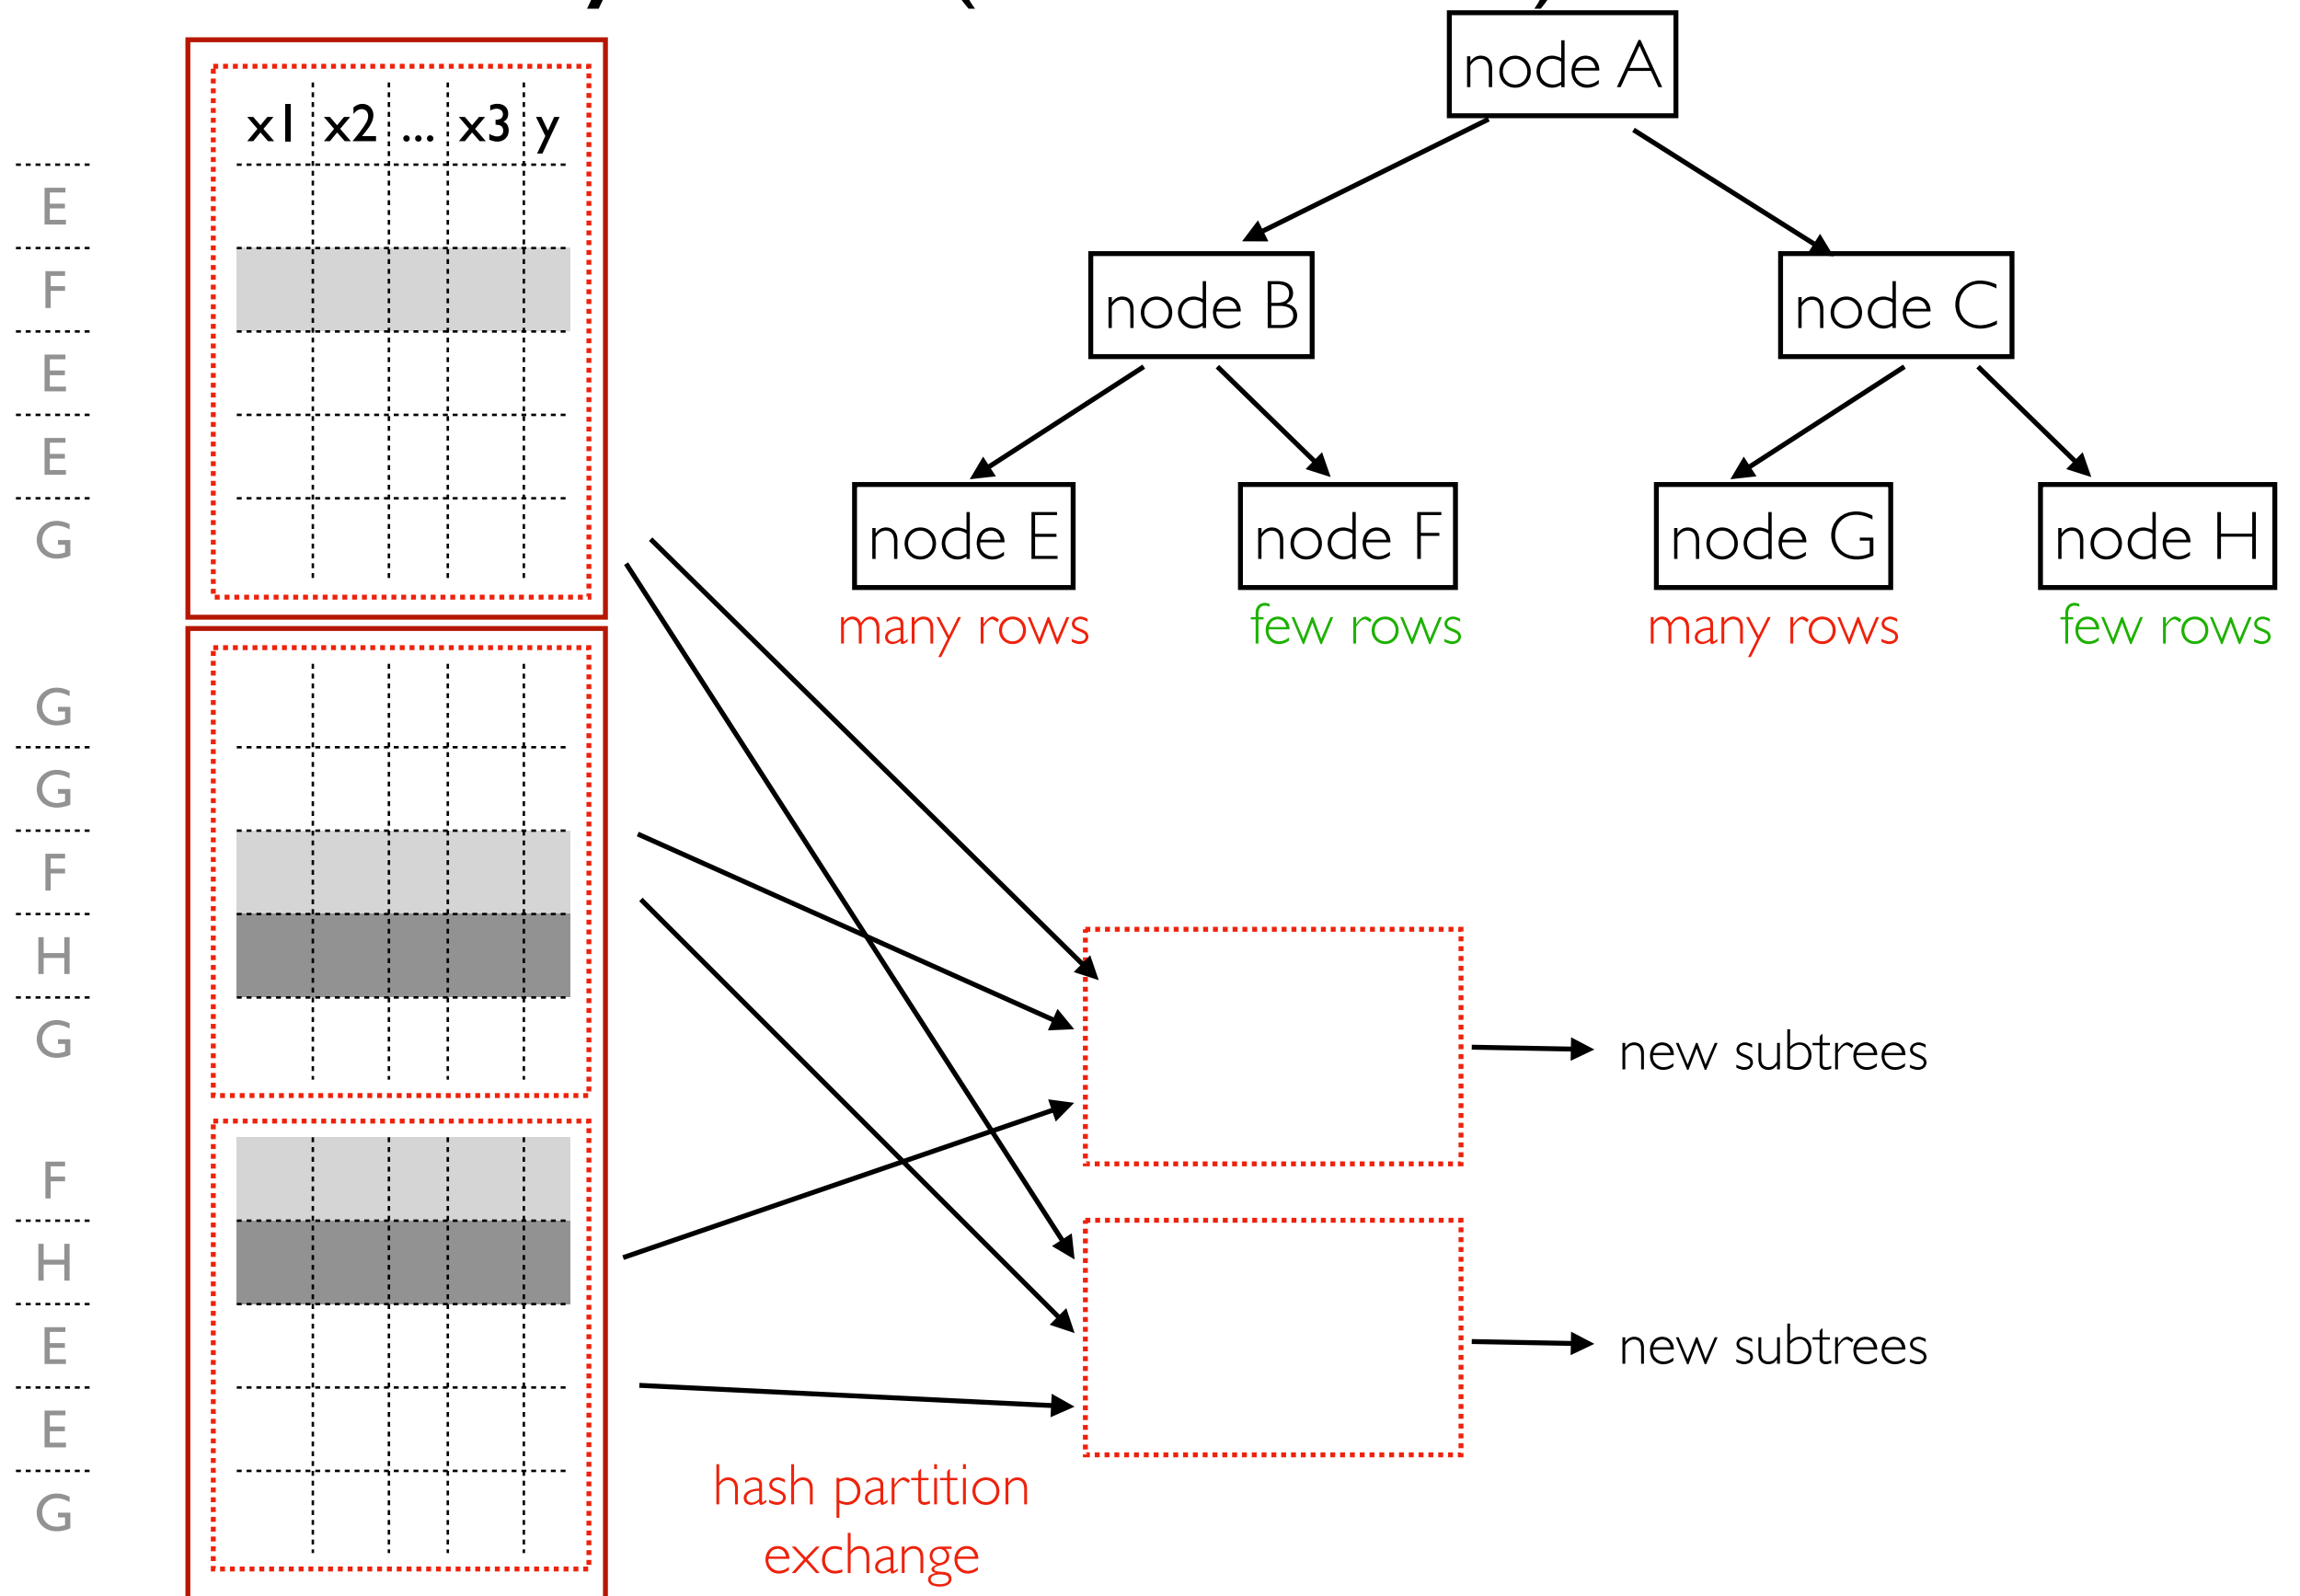 x1 x2 ... x3 y
E
F
E
E
G
G
G
F
H
G
F
H
E
E
G
node A
node B
node C
node E
node F
node G
node H
many rows
few rows
many rows
few rows
new subtrees
new subtrees
hash partition
exchange